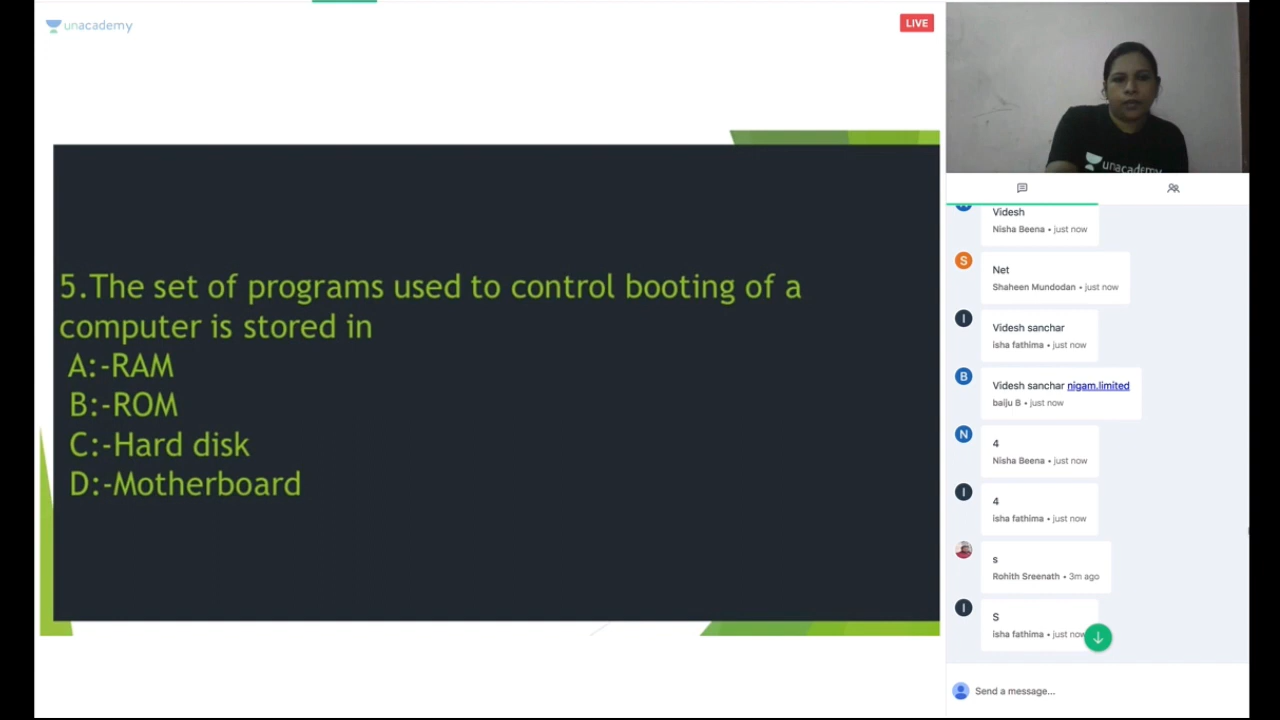 unacademy
LIVE
5.The set of programs used to control booting of a
computer is stored in
A:-RAM
B:-ROM
C:-Hard disk
D:-Motherboard
unacademy
Videsh
Nisha Beena • just now
S
Net
Shaheen Mundodan • just now
I
Videsh sanchar
isha fathima • just now
B
Videsh sanchar nigam.limited
baiju B • just now
N
4
Nisha Beena • just now
I
4
isha fathima • just now
s
Rohith Sreenath • 3m ago
I
S
isha fathima • just now
Send a message...